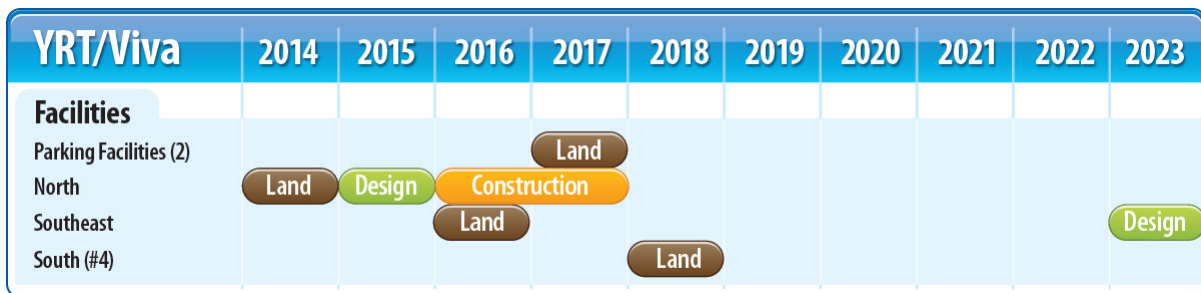 YRT/Viva 2014 2015 2016 2017 2018 2019 2020 2021 2022 2023
Facilities
Parking Facilities (2) Land
North Land Design Construction
Southeast Land Design
South (#4) Land